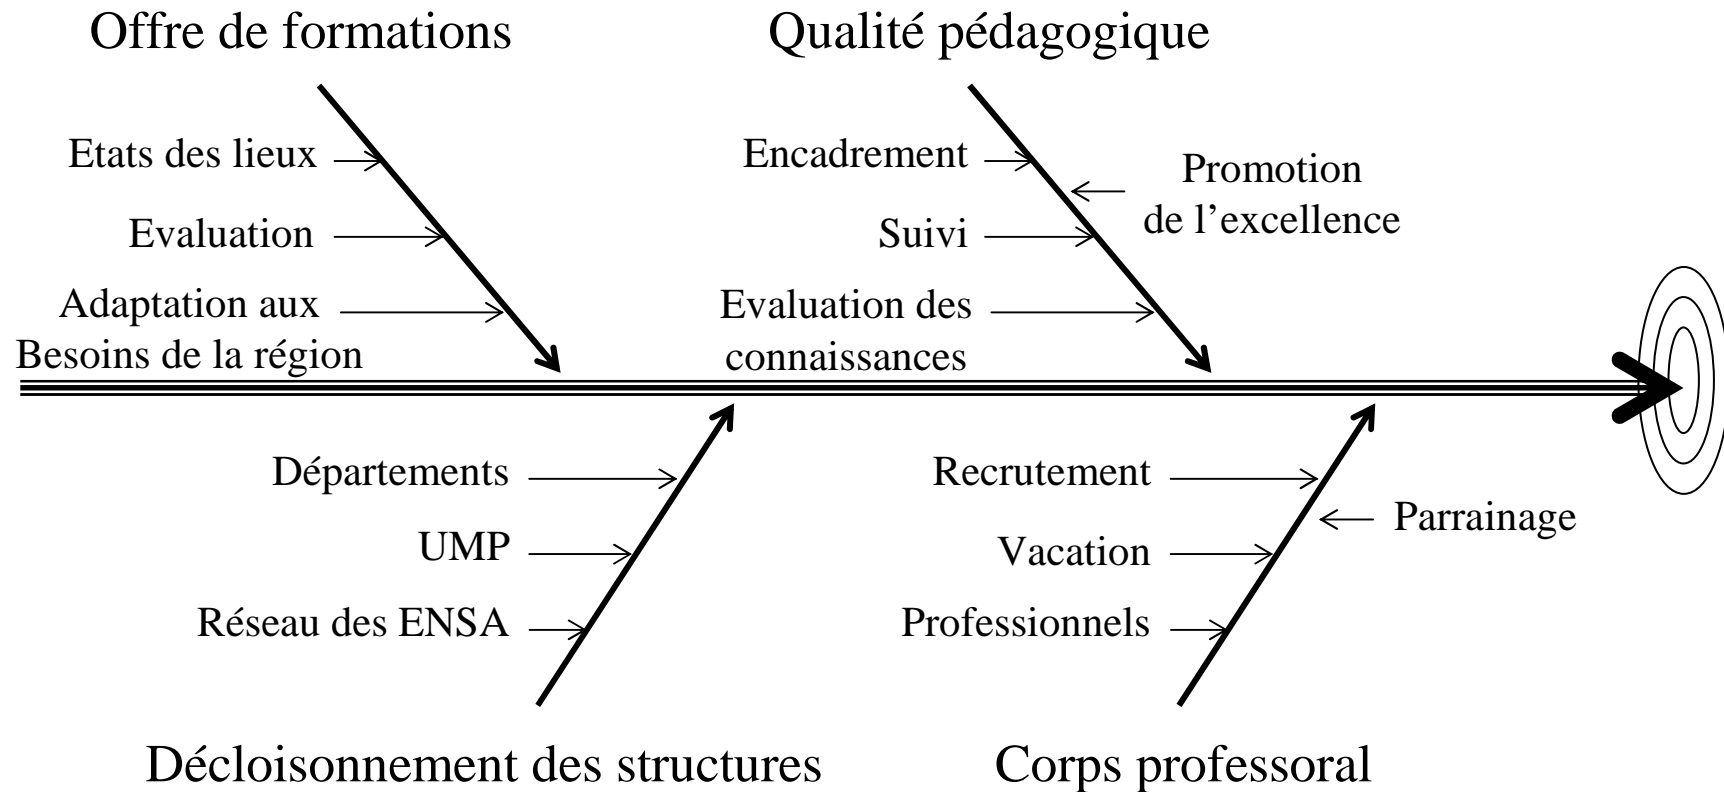 Offre de formations
Qualité pédagogique
Etats des lieux
Evaluation
Adaptation aux
Besoins de la région
Encadrement
Suivi
Evaluation des
connaissances
Promotion
de l’excellence
Départements
UMP
Réseau des ENSA
Recrutement
Vacation
Professionnels
Parrainage
Décloisonnement des structures
Corps professoral